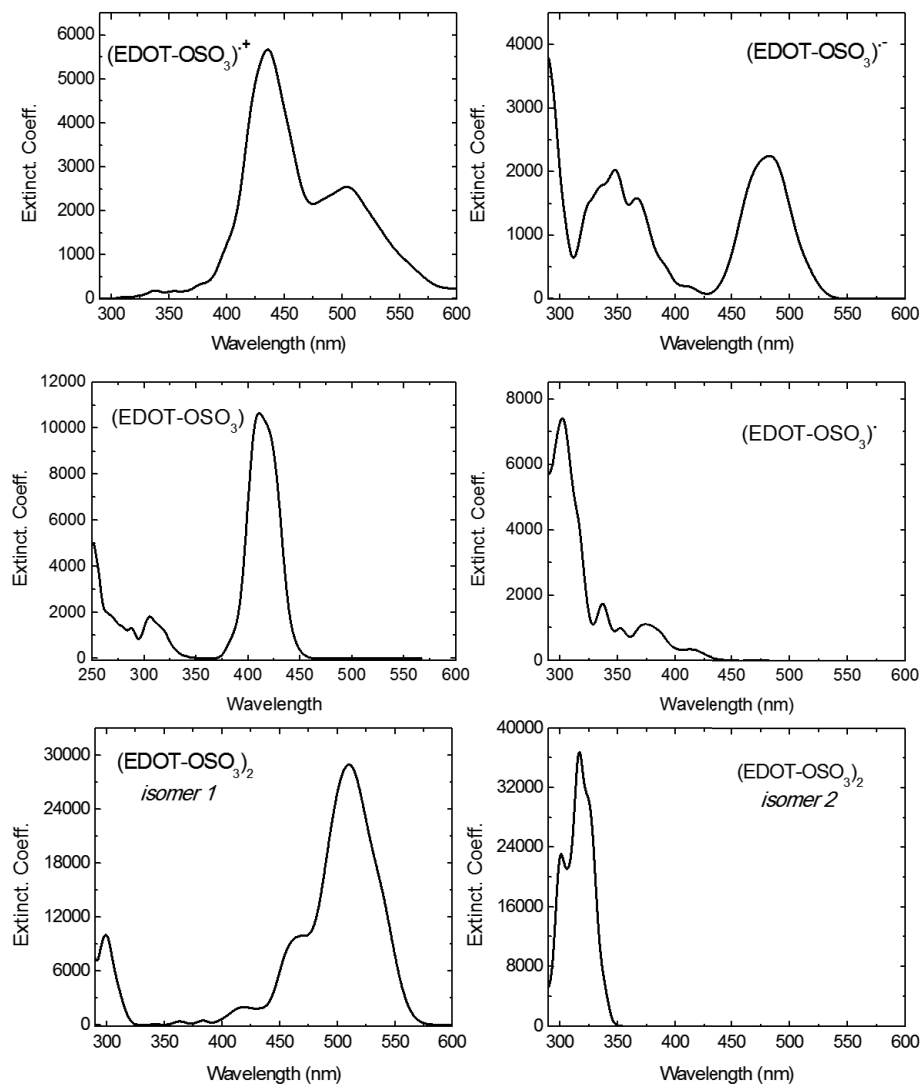 (EDOT-OSO₃)·⁺
Extinct. Coeff.
6000
5000
4000
3000
2000
1000
0
300 350 400 450 500 550 600
Wavelength (nm)
(EDOT-OSO₃)·⁻
Extinct. Coeff.
4000
3000
2000
1000
0
300 350 400 450 500 550 600
Wavelength (nm)
(EDOT-OSO₃)
Extinct. Coeff.
12000
10000
8000
6000
4000
2000
0
250 300 350 400 450 500 550 600
Wavelength
(EDOT-OSO₃)·
Extinct. Coeff.
8000
6000
4000
2000
0
300 350 400 450 500 550 600
Wavelength (nm)
(EDOT-OSO₃)₂
isomer 1
Extinct. Coeff.
30000
24000
18000
12000
6000
0
300 350 400 450 500 550 600
Wavelength (nm)
(EDOT-OSO₃)₂
isomer 2
Extinct. Coeff.
40000
32000
24000
16000
8000
0
300 350 400 450 500 550 600
Wavelength (nm)